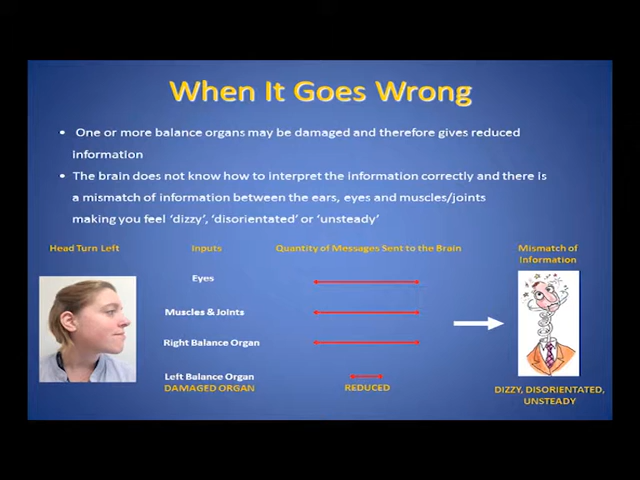 When It Goes Wrong
• One or more balance organs may be damaged and therefore gives reduced
information
• The brain does not know how to interpret the information correctly and there is
a mismatch of information between the ears, eyes and muscles/joints
making you feel ‘dizzy’, ‘disorientated’ or ‘unsteady’
Head Turn Left
Inputs
Quantity of Messages Sent to the Brain
Mismatch of
Information
Eyes
Muscles & Joints
Right Balance Organ
Left Balance Organ
DAMAGED ORGAN
REDUCED
DIZZY, DISORIENTATED,
UNSTEADY